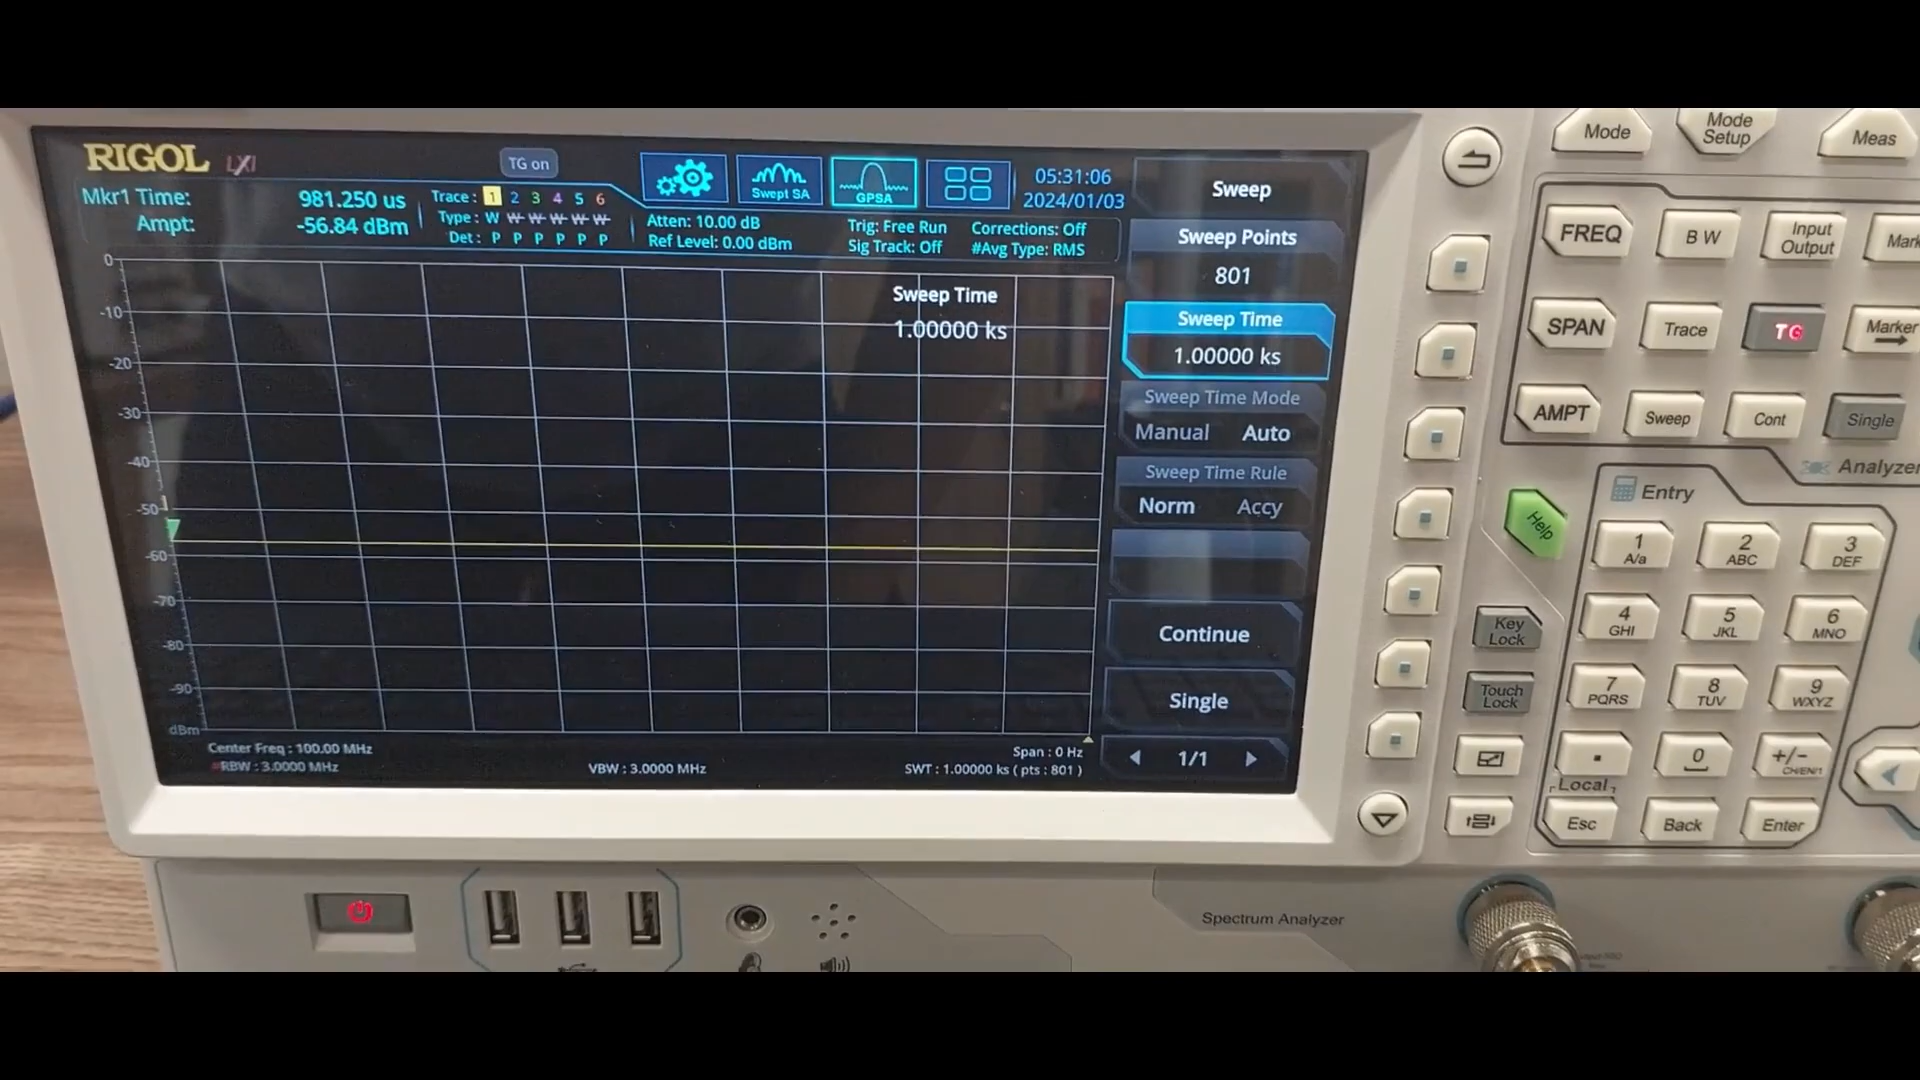 RIGOL LXI
TG on
Swept SA
GPSA
05:31:06
2024/01/03
Mkr1 Time: 981.250 us
Ampt: -56.84 dBm
Trace: 1 2 3 4 5 6
Type: W W W W W W
Det: P P P P P P
Atten: 10.00 dB
Ref Level: 0.00 dBm
Trig: Free Run
Sig Track: Off
Corrections: Off
#Avg Type: RMS
0
-10
-20
-30
-40
-50
-60
-70
-80
-90
dBm
Sweep Time
1.00000 ks
Center Freq : 100.00 MHz
Span : 0 Hz
#RBW : 3.0000 MHz
VBW : 3.0000 MHz
SWT : 1.00000 ks ( pts : 801 )
Sweep
Sweep Points
801
Sweep Time
1.00000 ks
Sweep Time Mode
Manual Auto
Sweep Time Rule
Norm Accy
Continue
Single
1/1
Mode
Mode Setup
Meas
FREQ
BW
Input Output
SPAN
Trace
TG
Marker
AMPT
Sweep
Cont
Single
Analyzer
Help
Entry
1 A/a
2 ABC
3 DEF
Key Lock
4 GHI
5 JKL
6 MNO
Touch Lock
7 PQRS
8 TUV
9 WXYZ
.
0
+/-
CH/EN/1
Local
Esc
Back
Enter
Spectrum Analyzer